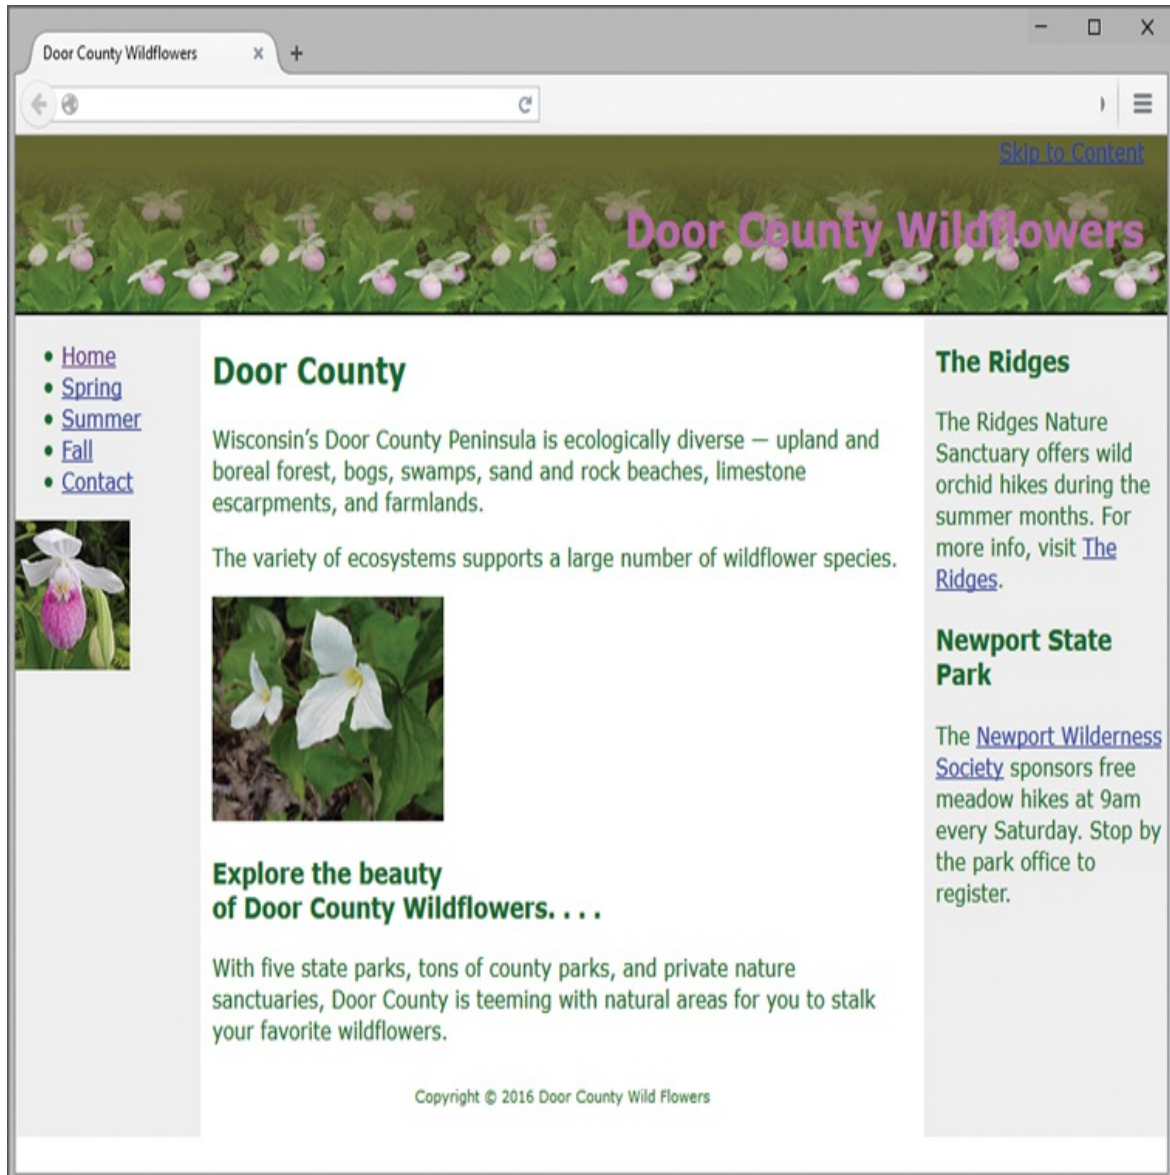 Door County Wildflowers
Skip to Content
Door County Wildflowers
Home
Spring
Summer
Fall
Contact
Door County
Wisconsin's Door County Peninsula is ecologically diverse — upland and
boreal forest, bogs, swamps, sand and rock beaches, limestone
escarpments, and farmlands.
The variety of ecosystems supports a large number of wildflower species.
Explore the beauty
of Door County Wildflowers. . . .
With five state parks, tons of county parks, and private nature
sanctuaries, Door County is teeming with natural areas for you to stalk
your favorite wildflowers.
Copyright © 2016 Door County Wild Flowers
The Ridges
The Ridges Nature
Sanctuary offers wild
orchid hikes during the
summer months. For
more info, visit The
Ridges.
Newport State
Park
The Newport Wilderness
Society sponsors free
meadow hikes at 9am
every Saturday. Stop by
the park office to
register.